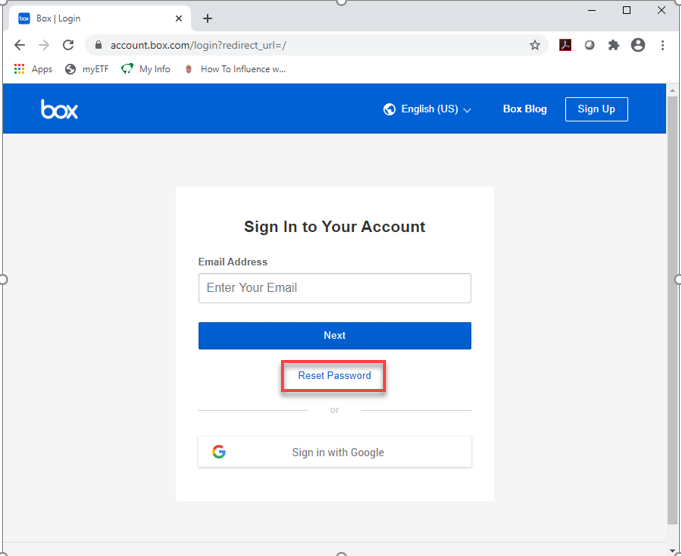 Box | Login
account.box.com/login?redirect_url=/
Apps myETF My Info How To Influence w...
box English (US) Box Blog Sign Up
Sign In to Your Account
Email Address
Enter Your Email
Next
Reset Password
or
Sign in with Google